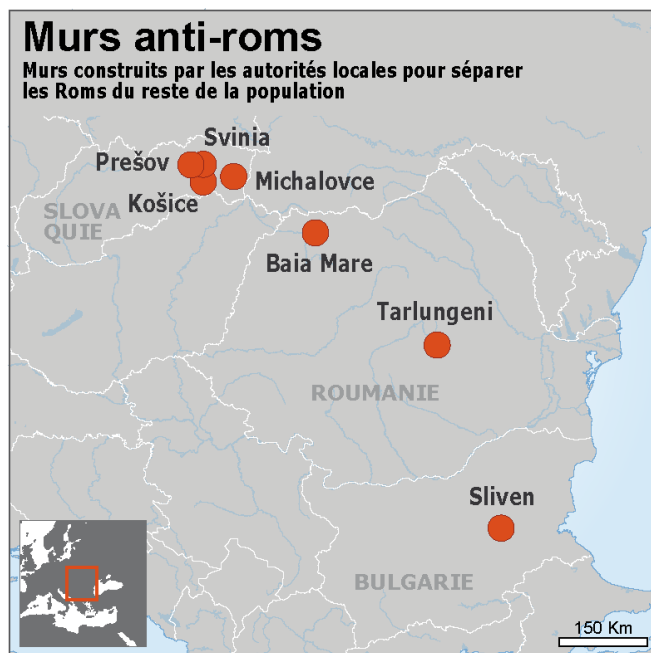 Murs anti-roms
Murs construits par les autorités locales pour séparer
les Roms du reste de la population
Svinia
Prešov
Michalovce
Košice
SLOVA
QUIE
Baia Mare
Tarlungeni
ROUMANIE
Sliven
BULGARIE
150 Km